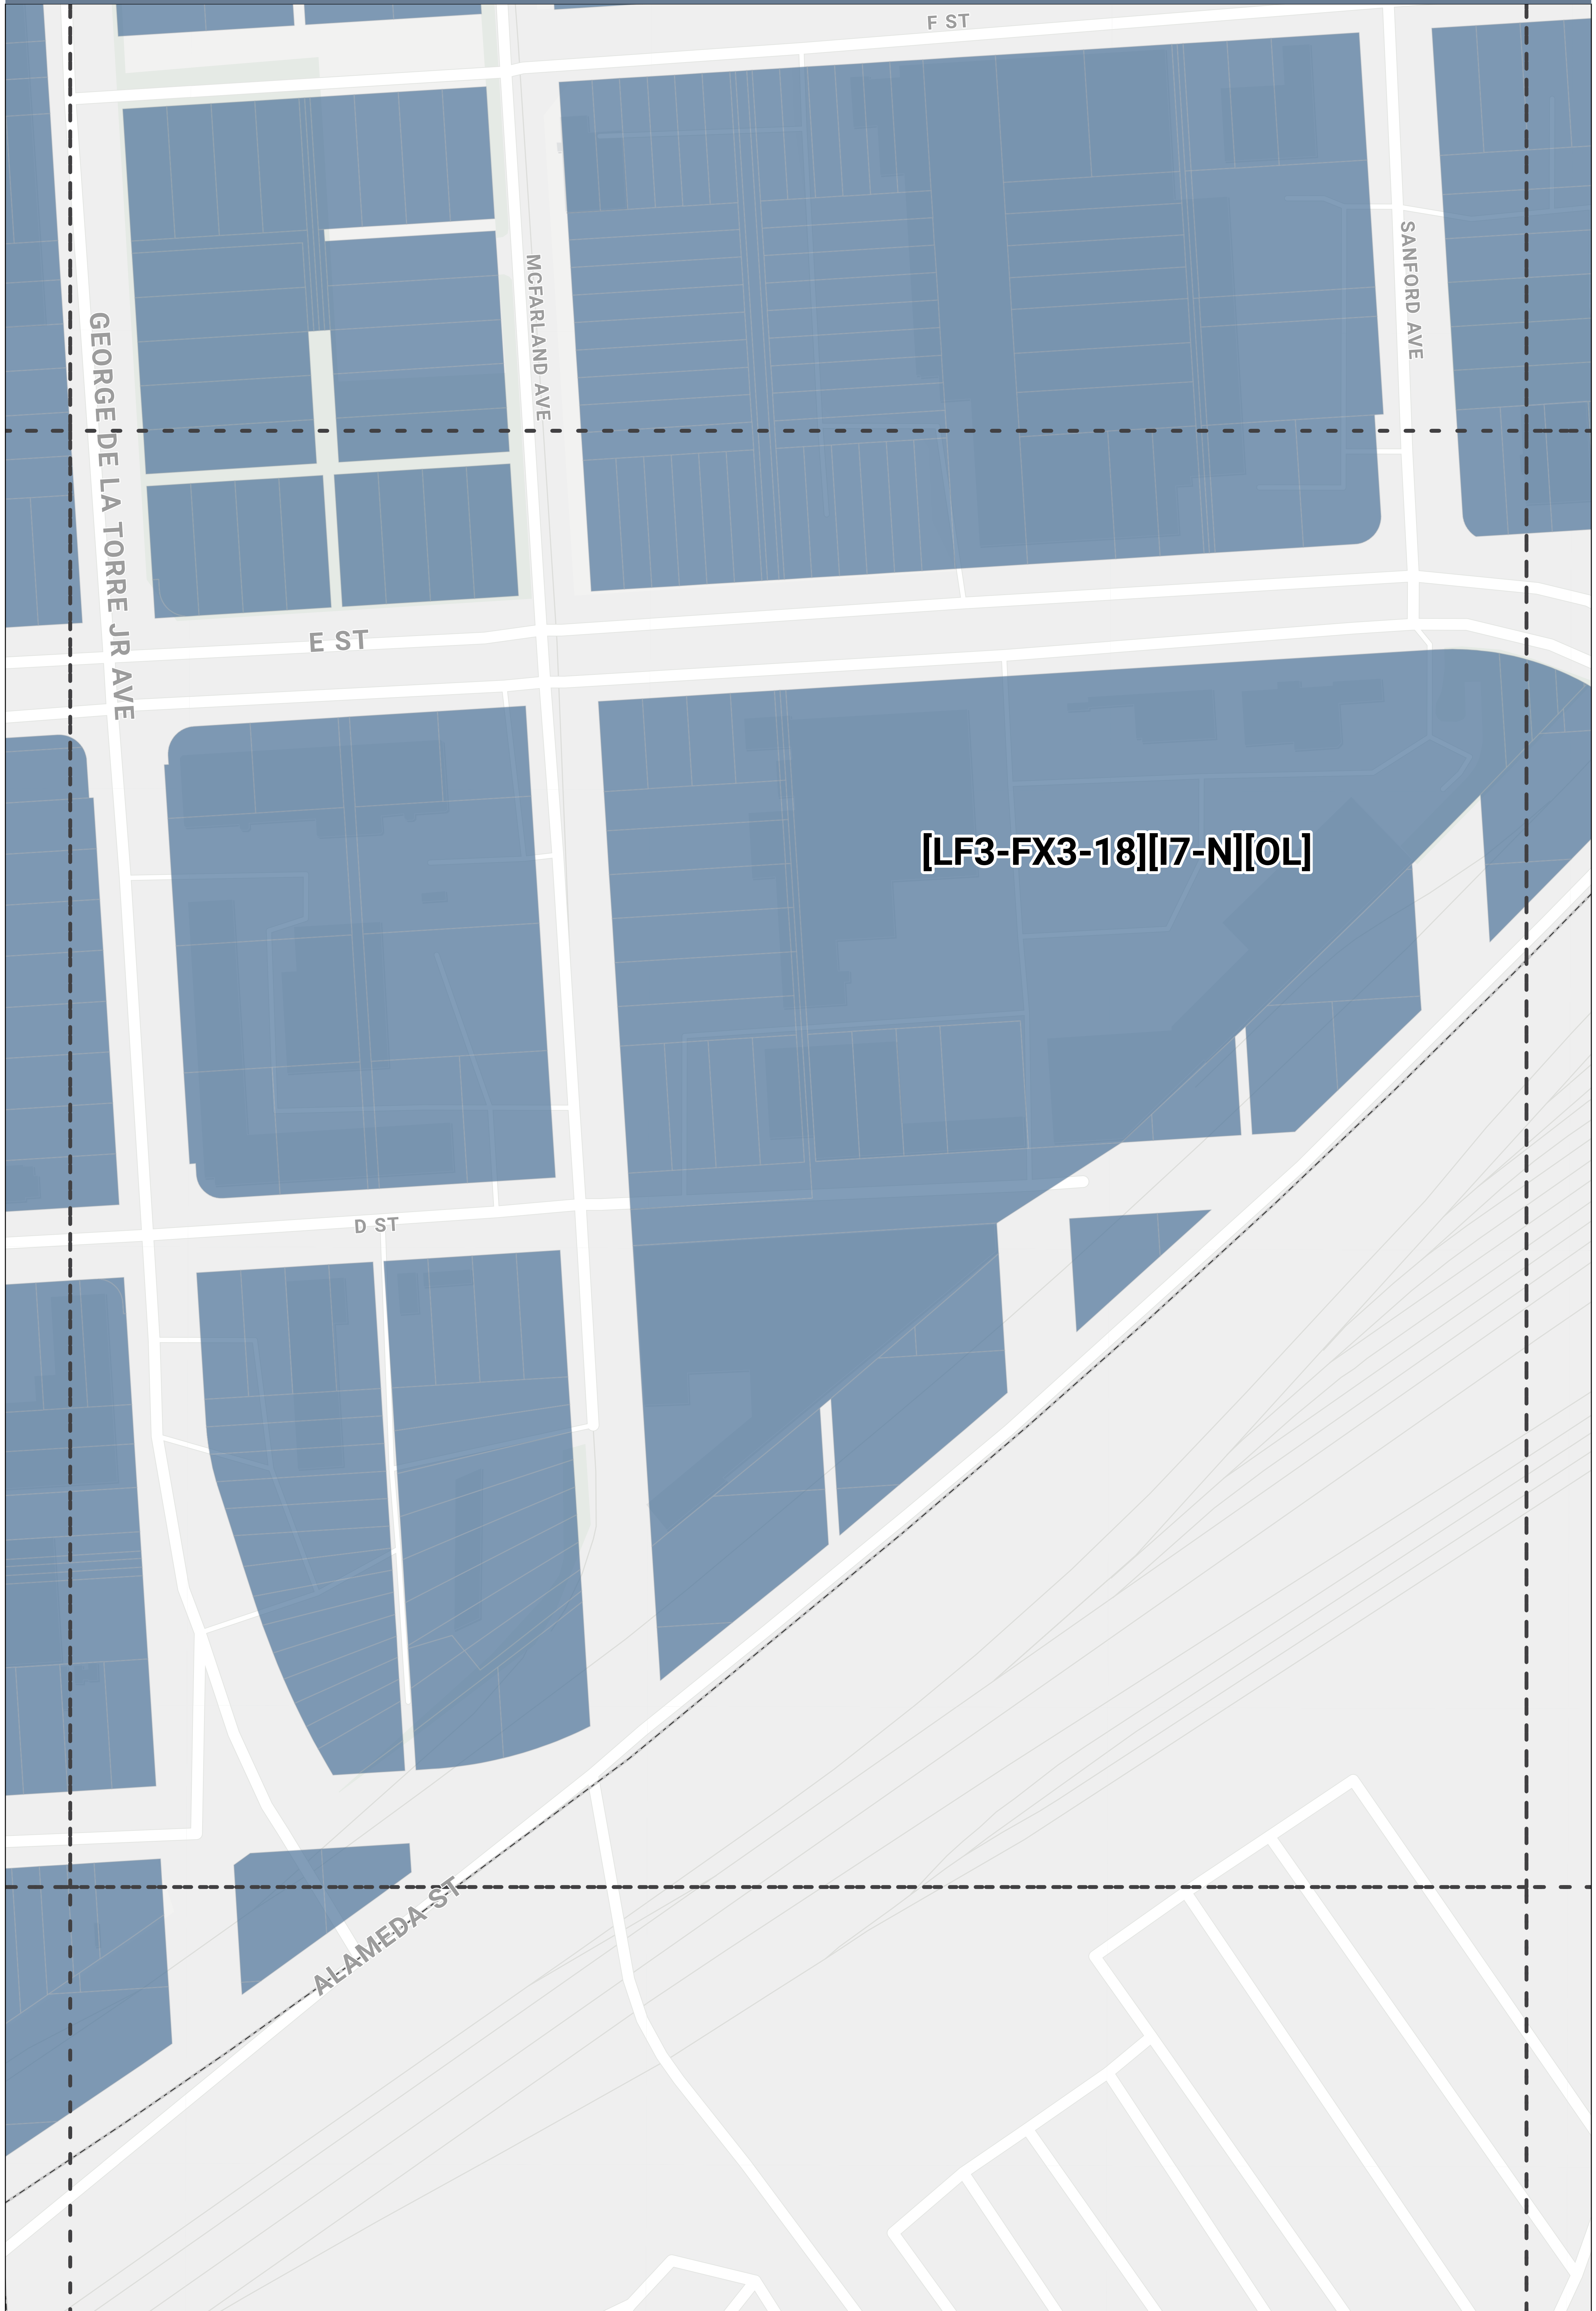 F ST
SANFORD AVE
MCFARLAND AVE
GEORGE DE LA TORRE JR AVE
E ST
[LF3-FX3-18][I7-N][OL]
D ST
ALAMEDA ST